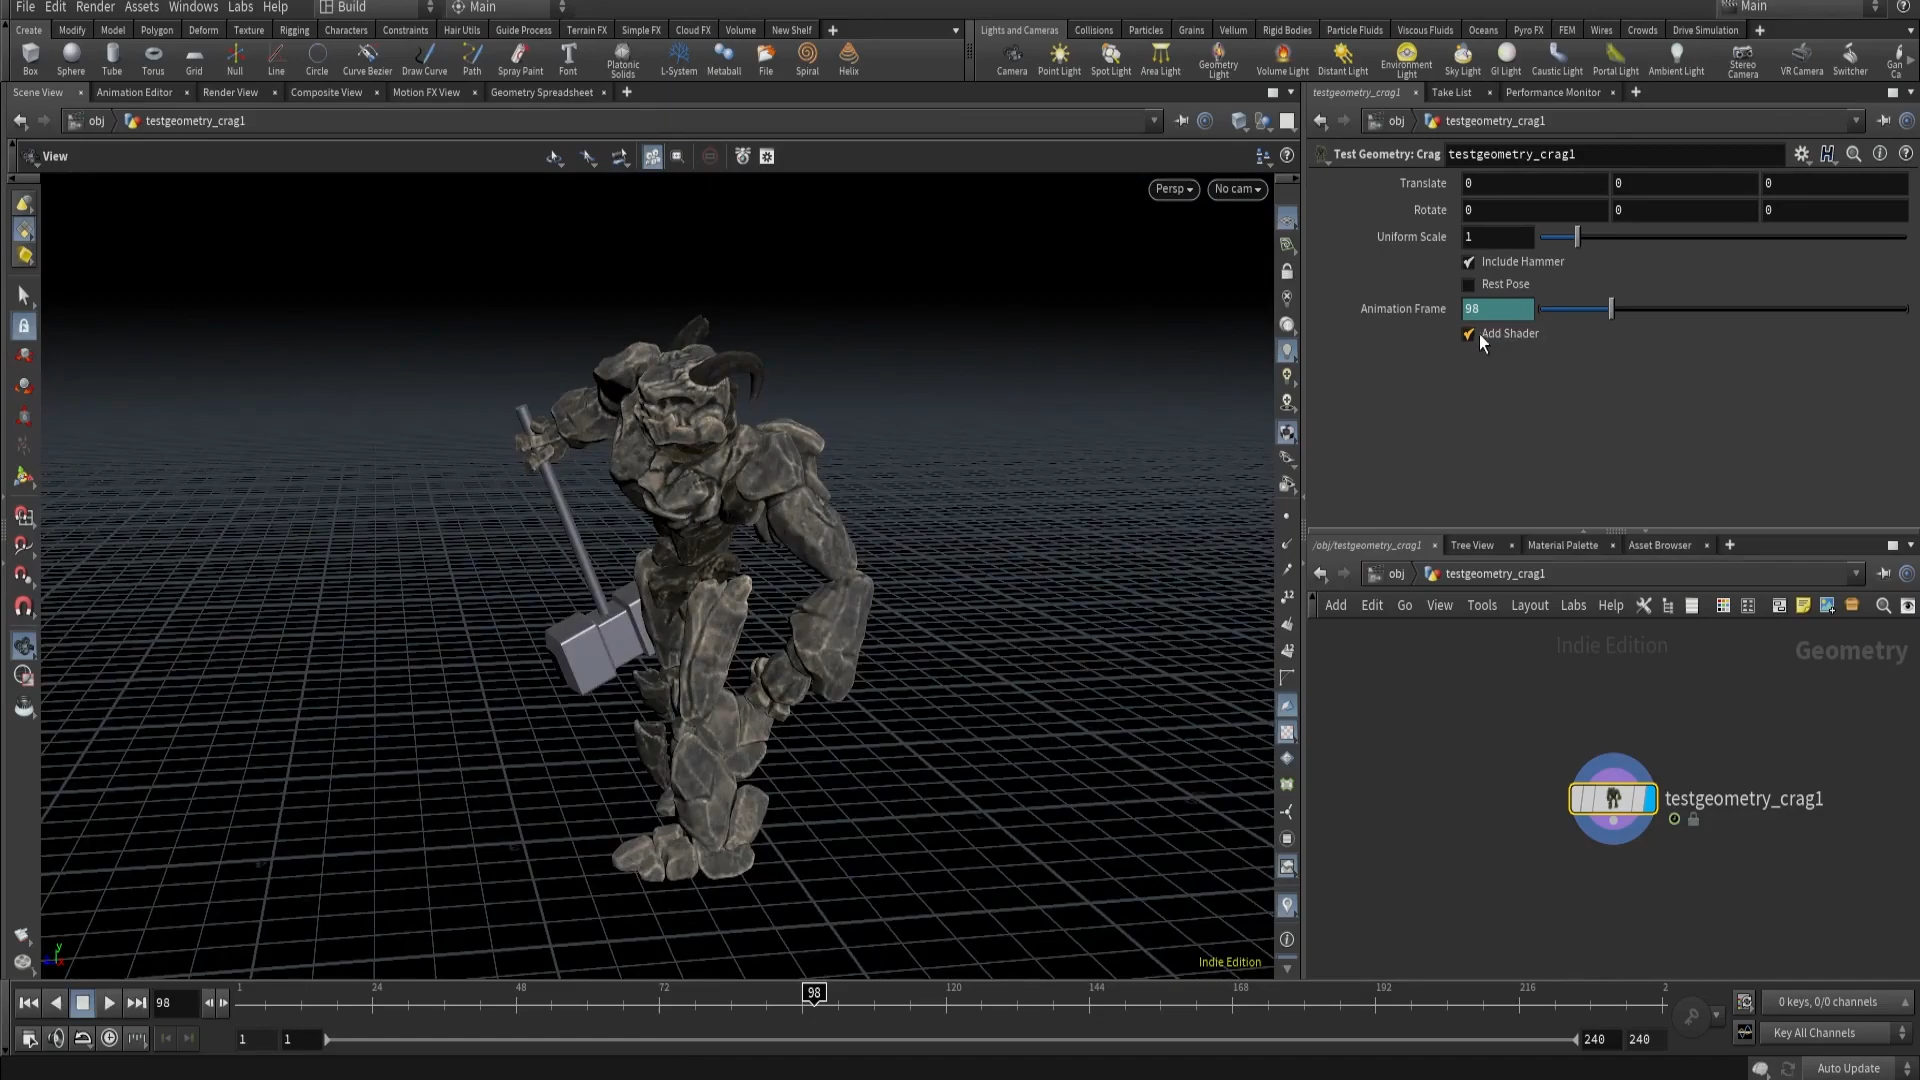 File Edit Render Assets Windows Labs Help Build Main Main
Create Modify Model Polygon Deform Texture Rigging Characters Constraints Hair Utils Guide Process Terrain FX Simple FX Cloud FX Volume New Shelf
Lights and Cameras Collisions Particles Grains Vellum Rigid Bodies Particle Fluids Viscous Fluids Oceans Pyro FX FEM Wires Crowds Drive Simulation
Box Sphere Tube Torus Grid Null Line Circle Curve Bezier Draw Curve Path Spray Paint Font Platonic Solids L-System Metaball File Spiral Helix
Camera Point Light Spot Light Area Light Geometry Light Volume Light Distant Light Environment Light Sky Light GI Light Caustic Light Portal Light Ambient Light Stereo Camera VR Camera Switcher Gan Ca
Scene View Animation Editor Render View Composite View Motion FX View Geometry Spreadsheet
testgeometry_crag1 Take List Performance Monitor
obj testgeometry_crag1
obj testgeometry_crag1
View
Persp No cam
Test Geometry: Crag testgeometry_crag1
Translate 0 0 0
Rotate 0 0 0
Uniform Scale 1
Include Hammer
Rest Pose
Animation Frame 98
Add Shader
/obj/testgeometry_crag1 Tree View Material Palette Asset Browser
obj testgeometry_crag1
Add Edit Go View Tools Layout Labs Help
Indie Edition Geometry
testgeometry_crag1
12
12
y
Indie Edition
98 1 24 48 72 98 120 144 168 192 216 2
0 keys, 0/0 channels
1 1 240 240
Key All Channels
Auto Update